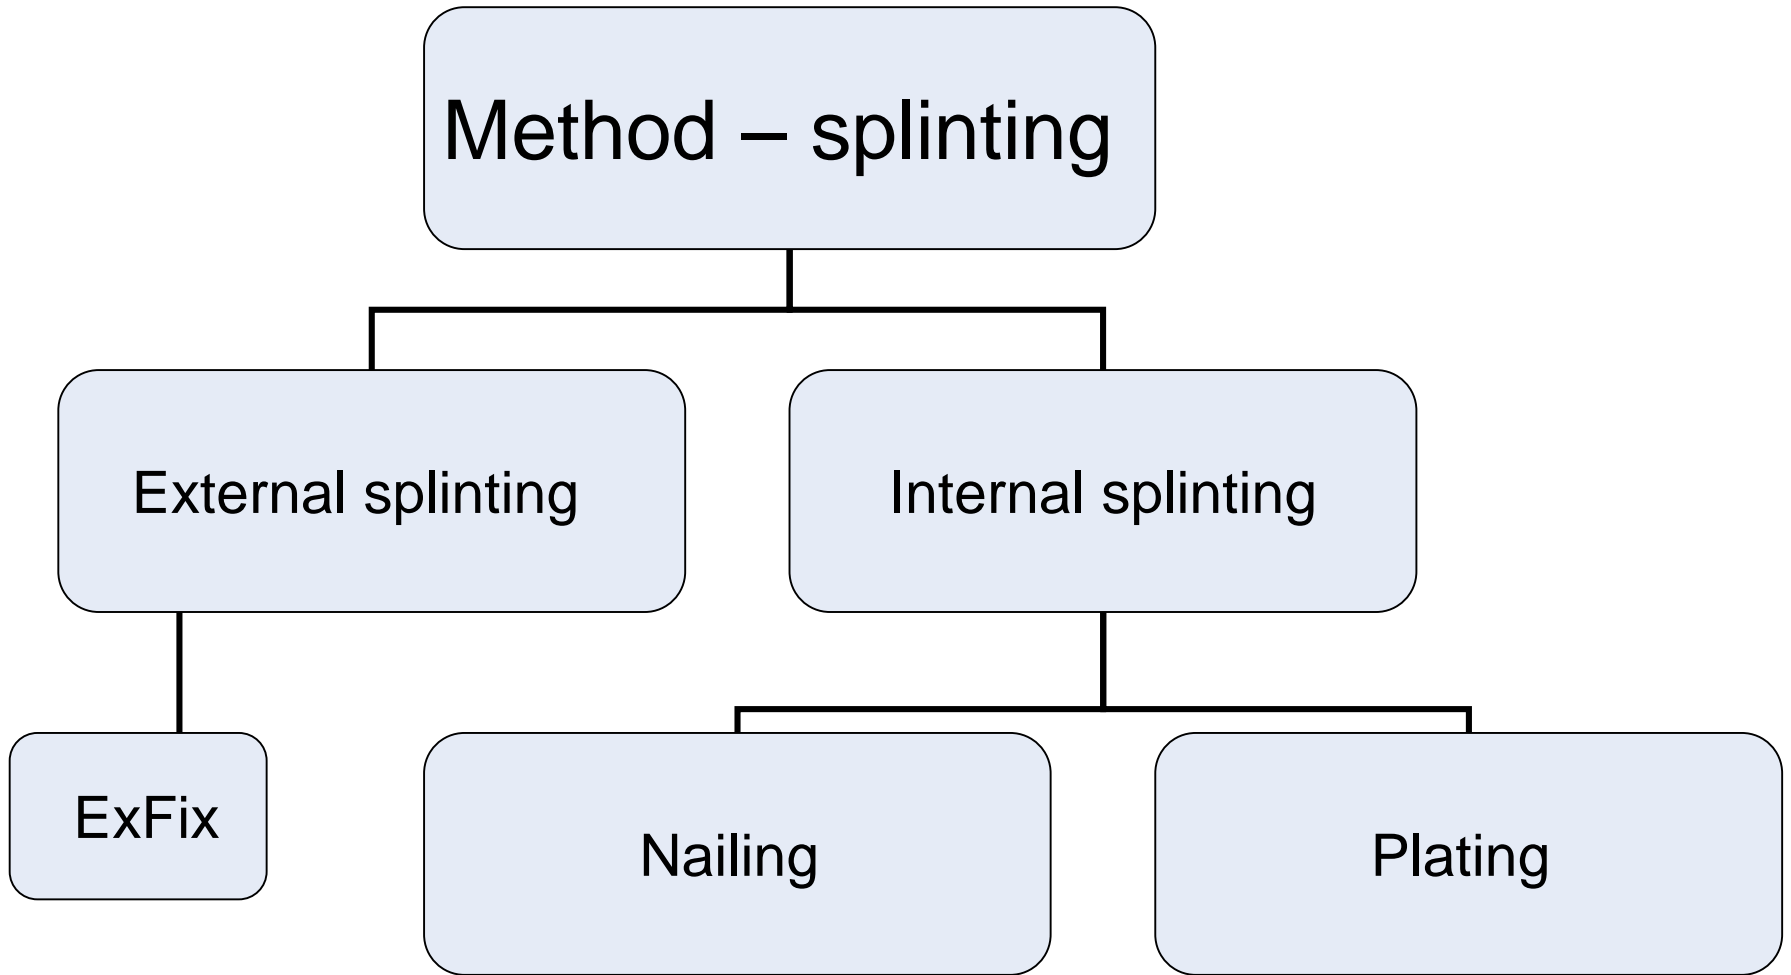 Method – splinting
External splinting
Internal splinting
ExFix
Nailing
Plating